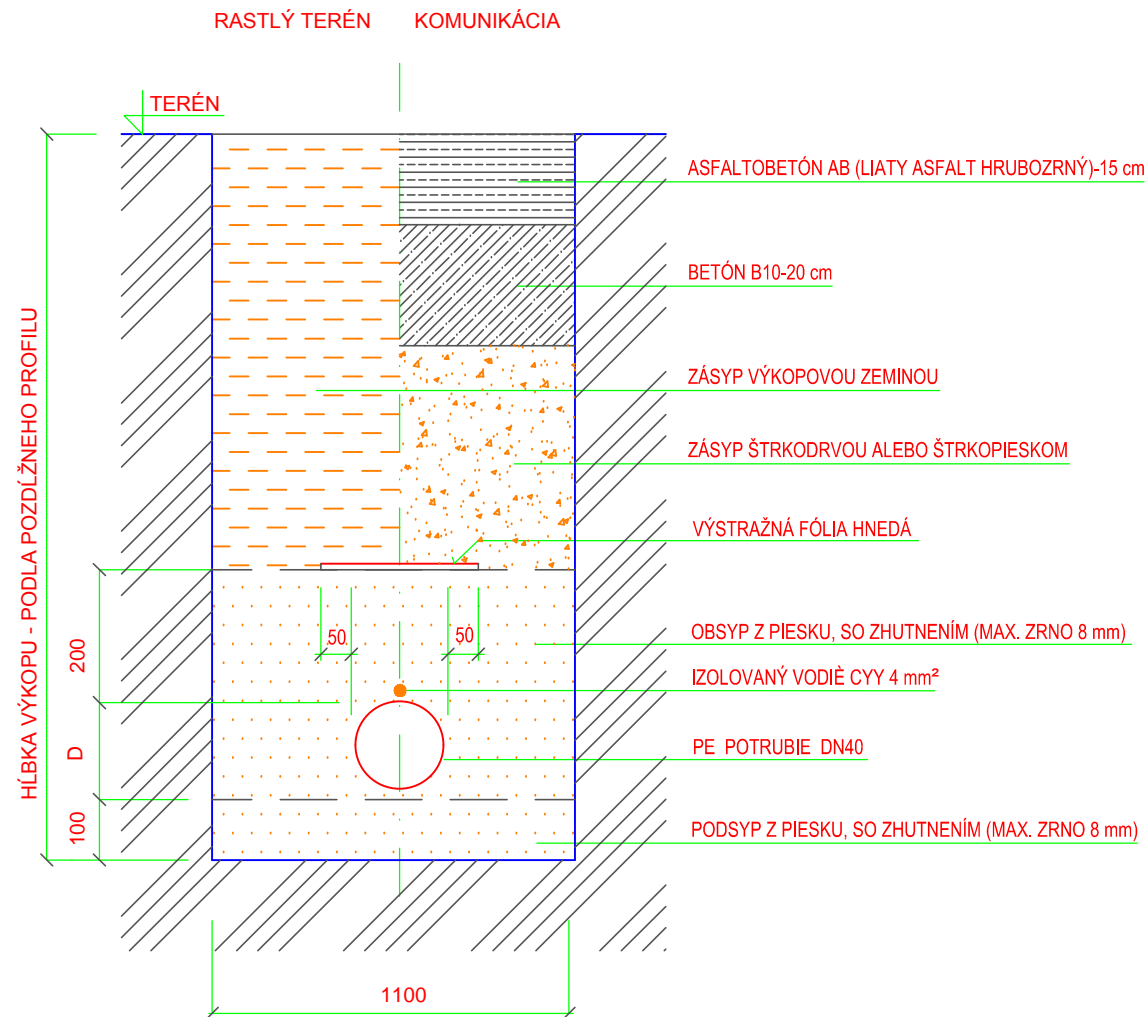 RASTLÝ TERÉN
KOMUNIKÁCIA
TERÉN
ASFALTOBETÓN AB (LIATY ASFALT HRUBOZRNÝ)-15 cm
BETÓN B10-20 cm
ZÁSYP VÝKOPOVOU ZEMINOU
ZÁSYP ŠTRKODRVOU ALEBO ŠTRKOPIESKOM
VÝSTRAŽNÁ FÓLIA HNEDÁ
OBSYP Z PIESKU, SO ZHUTNENÍM (MAX. ZRNO 8 mm)
IZOLOVANÝ VODIÈ CYY 4 mm²
PE POTRUBIE DN40
PODSYP Z PIESKU, SO ZHUTNENÍM (MAX. ZRNO 8 mm)
HĹBKA VÝKOPU - PODLA POZDĹŽNEHO PROFILU
200
D
100
50
50
1100